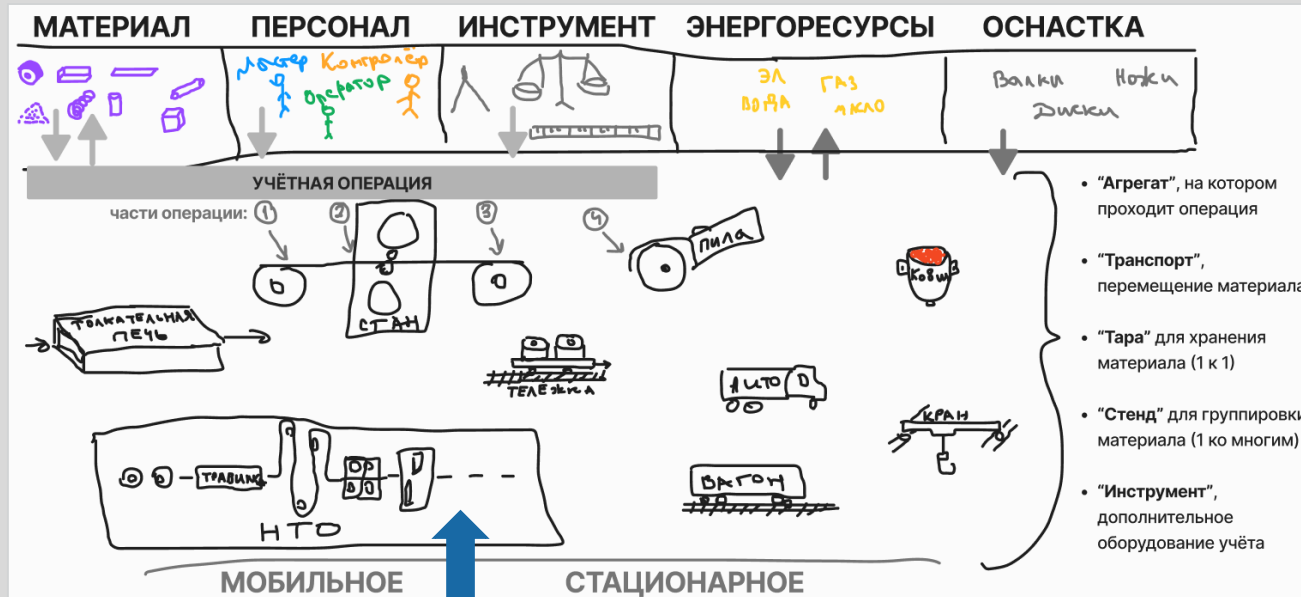 МАТЕРИАЛ ПЕРСОНАЛ ИНСТРУМЕНТ ЭНЕРГОРЕСУРСЫ ОСНАСТКА
Мастер Контролёр
Оператор
ЭЛ ГАЗ
ВОДА
Валки Ножи
Диски
УЧЁТНАЯ ОПЕРАЦИЯ
части операции: 1 2 3 4
ПИЛА
СТАН
КОВШ
ТОЛКАТЕЛЬНАЯ
ПЕЧЬ
ТЕЛЕЖКА
АВТО
КРАН
ВАГОН
НТО
МОБИЛЬНОЕ СТАЦИОНАРНОЕ
• “Агрегат”, на котором
проходит операция
• “Транспорт”,
перемещение материала
• “Тара” для хранения
материала (1 к 1)
• “Стенд” для группировки
материала (1 ко многим)
• “Инструмент”,
дополнительное
оборудование учёта